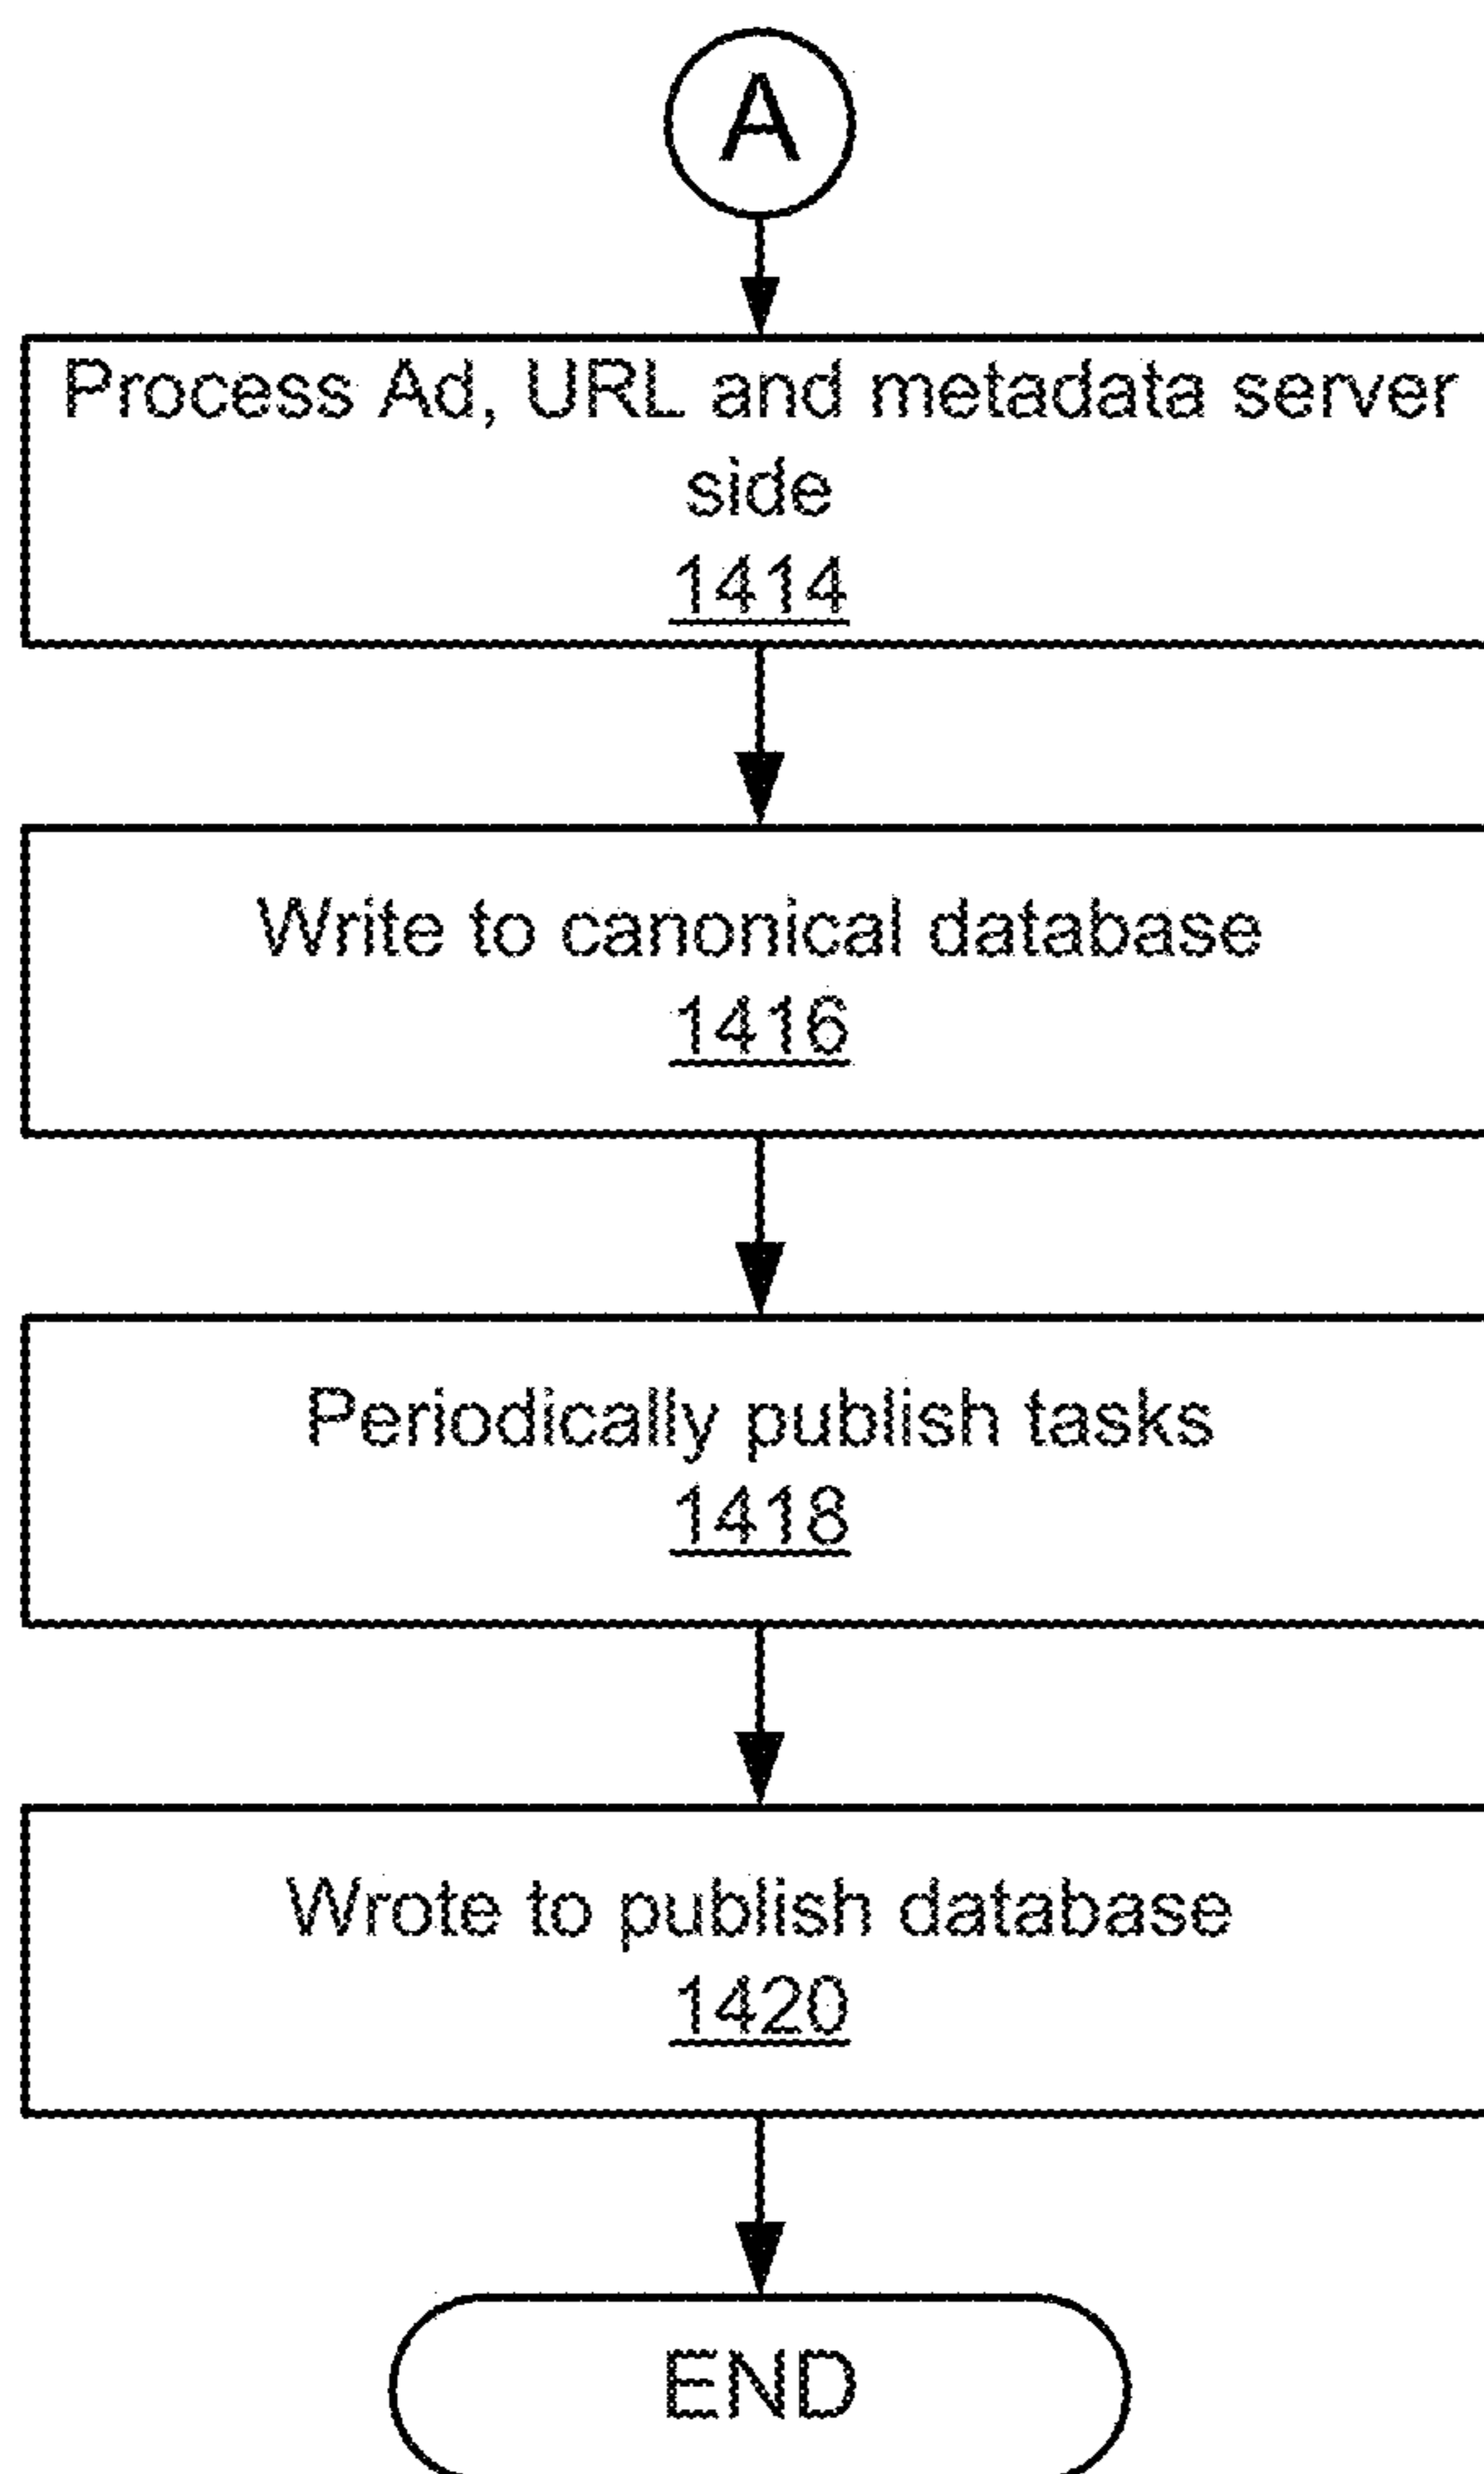 A
Process Ad, URL and metadata server
side
1414
Write to canonical database
1416
Periodically publish tasks
1418
Wrote to publish database
1420
END